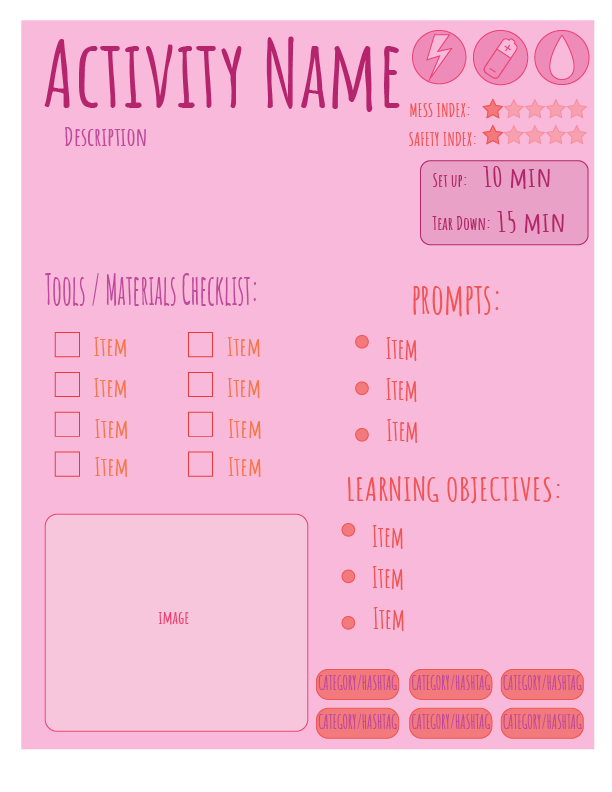 Activity Name
Description
MESS INDEX:
SAFETY INDEX:
Set up: 10 min
Tear Down: 15 min
Tools / Materials Checklist:
Item Item
Item Item
Item Item
Item Item
PROMPTS:
Item
Item
Item
LEARNING OBJECTIVES:
Item
Item
Item
IMAGE
CATEGORY/HASHTAG CATEGORY/HASHTAG CATEGORY/HASHTAG
CATEGORY/HASHTAG CATEGORY/HASHTAG CATEGORY/HASHTAG